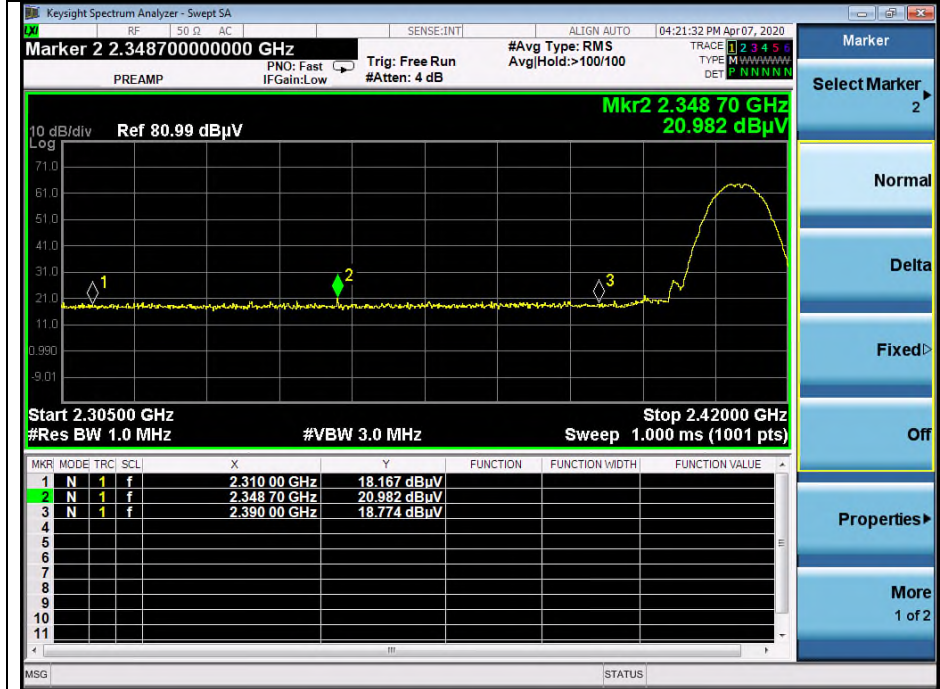 Keysight Spectrum Analyzer - Swept SA
LXI RF 50 Ω AC SENSE:INT ALIGN AUTO 04:21:32 PM Apr 07, 2020
Marker 2 2.348700000000 GHz
PREAMP
PNO: Fast
IFGain:Low
Trig: Free Run
#Atten: 4 dB
#Avg Type: RMS
Avg|Hold:>100/100
TRACE 1 2 3 4 5 6
TYPE M WWWWW
DET P N N N N N
Mkr2 2.348 70 GHz
20.982 dBµV
10 dB/div Ref 80.99 dBµV
Log
71.0
61.0
51.0
41.0
31.0
21.0
11.0
0.990
-9.01
1
2
3
Start 2.30500 GHz Stop 2.42000 GHz
#Res BW 1.0 MHz #VBW 3.0 MHz Sweep 1.000 ms (1001 pts)
MKR MODE TRC SCL X Y FUNCTION FUNCTION WIDTH FUNCTION VALUE
1 N 1 f 2.310 00 GHz 18.167 dBµV
2 N 1 f 2.348 70 GHz 20.982 dBµV
3 N 1 f 2.390 00 GHz 18.774 dBµV
4
5
6
7
8
9
10
11
MSG STATUS
Marker
Select Marker
2
Normal
Delta
Fixed
Off
Properties
More
1 of 2